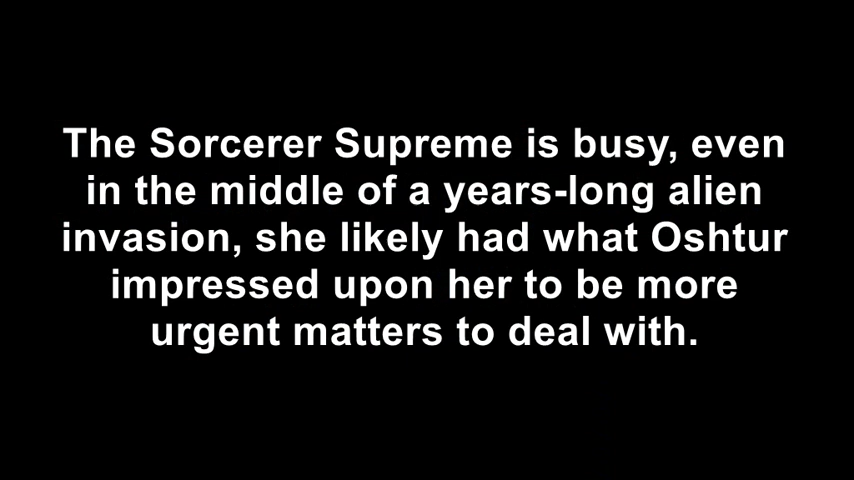 The Sorcerer Supreme is busy, even
in the middle of a years-long alien
invasion, she likely had what Oshtur
impressed upon her to be more
urgent matters to deal with.